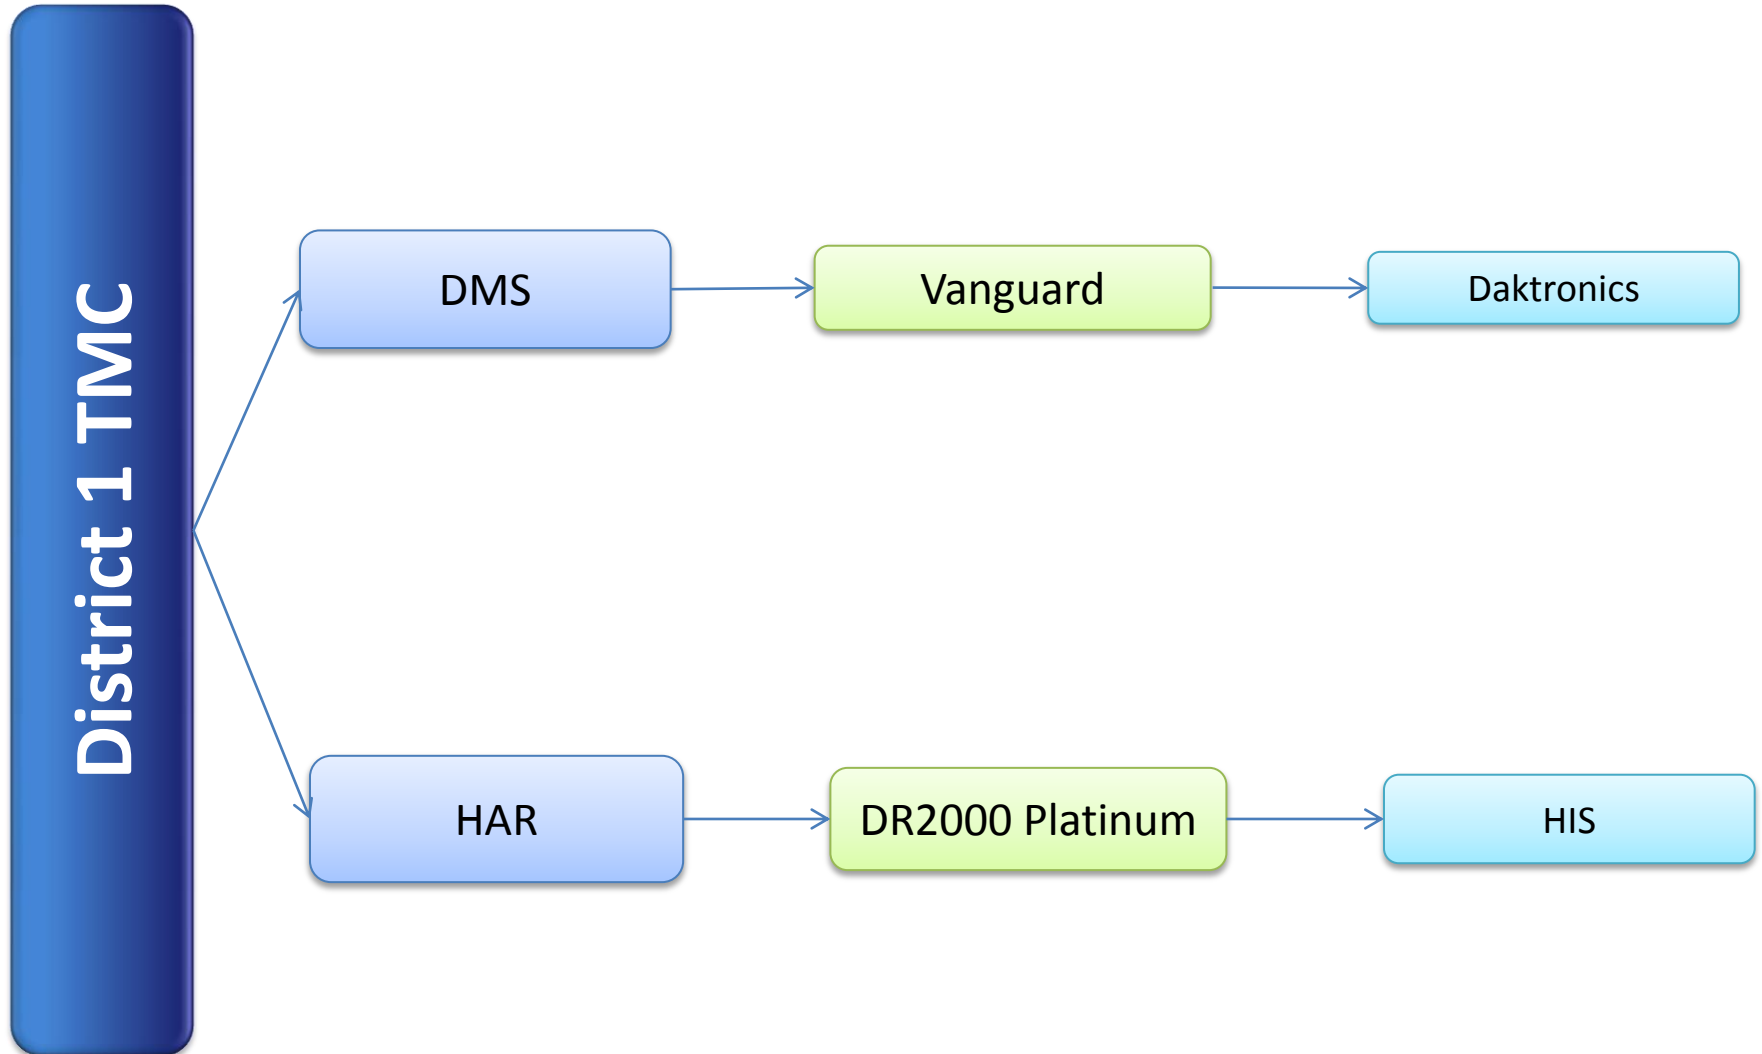 District 1 TMC
DMS
Vanguard
Daktronics
HAR
DR2000 Platinum
HIS